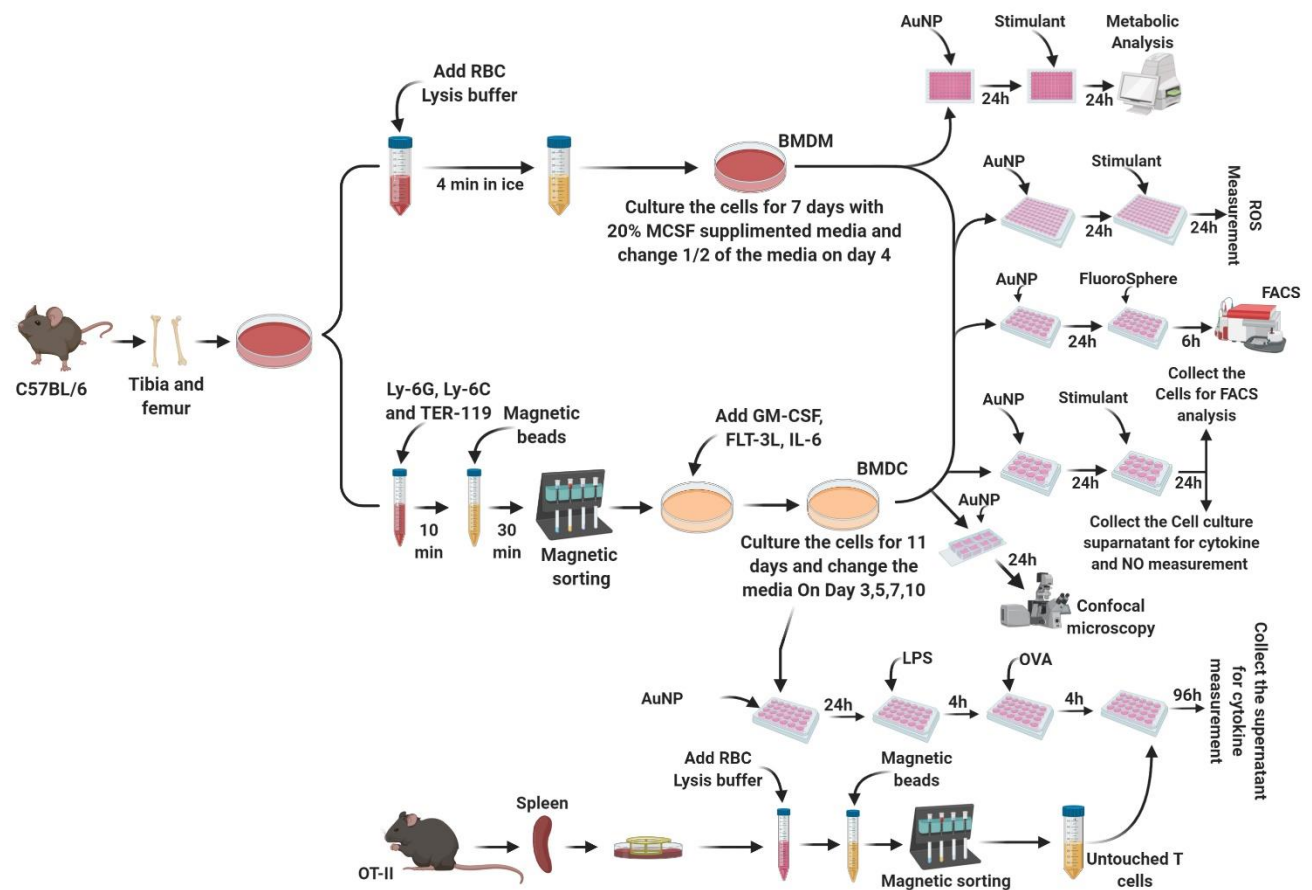 AuNP
Stimulant
Metabolic
Analysis
24h
24h
Add RBC
Lysis buffer
4 min in ice
BMDM
Culture the cells for 7 days with
20% MCSF supplimented media and
change 1/2 of the media on day 4
AuNP
Stimulant
24h
24h
ROS
Measurement
AuNP
FluoroSphere
FACS
24h
6h
C57BL/6
Tibia and
femur
Ly-6G, Ly-6C
and TER-119
Magnetic
beads
10
min
30
min
Magnetic
sorting
Add GM-CSF,
FLT-3L, IL-6
BMDC
Culture the cells for 11
days and change the
media On Day 3,5,7,10
AuNP
Stimulant
Collect the
Cells for FACS
analysis
24h
24h
Collect the Cell culture
suparnatant for cytokine
and NO measurement
AuNP
24h
Confocal
microscopy
AuNP
24h
LPS
4h
OVA
4h
96h
Collect the supernatant
for cytokine
measurement
OT-II
Spleen
Add RBC
Lysis buffer
Magnetic
beads
Magnetic sorting
Untouched T
cells